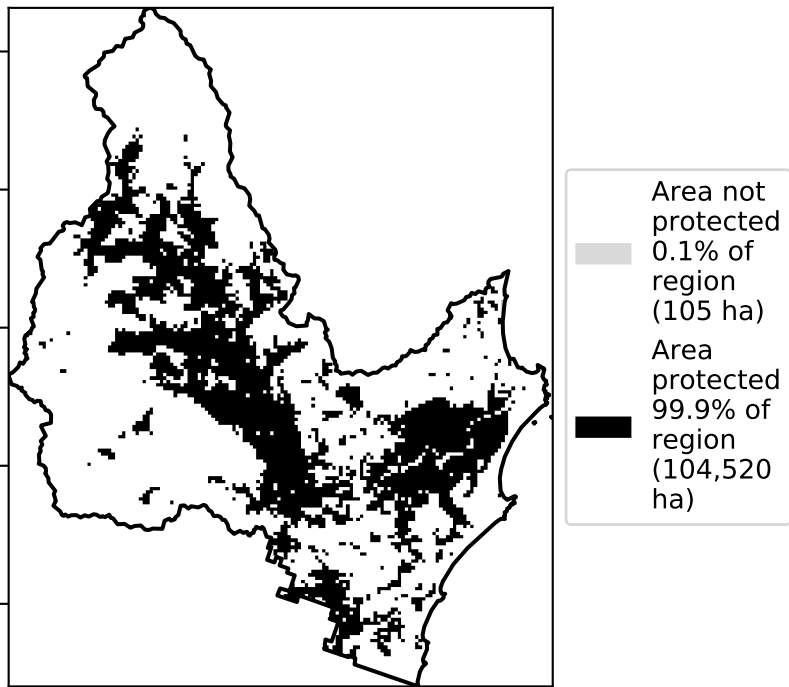 Area not
protected
0.1% of
region
(105 ha)
Area
protected
99.9% of
region
(104,520
ha)